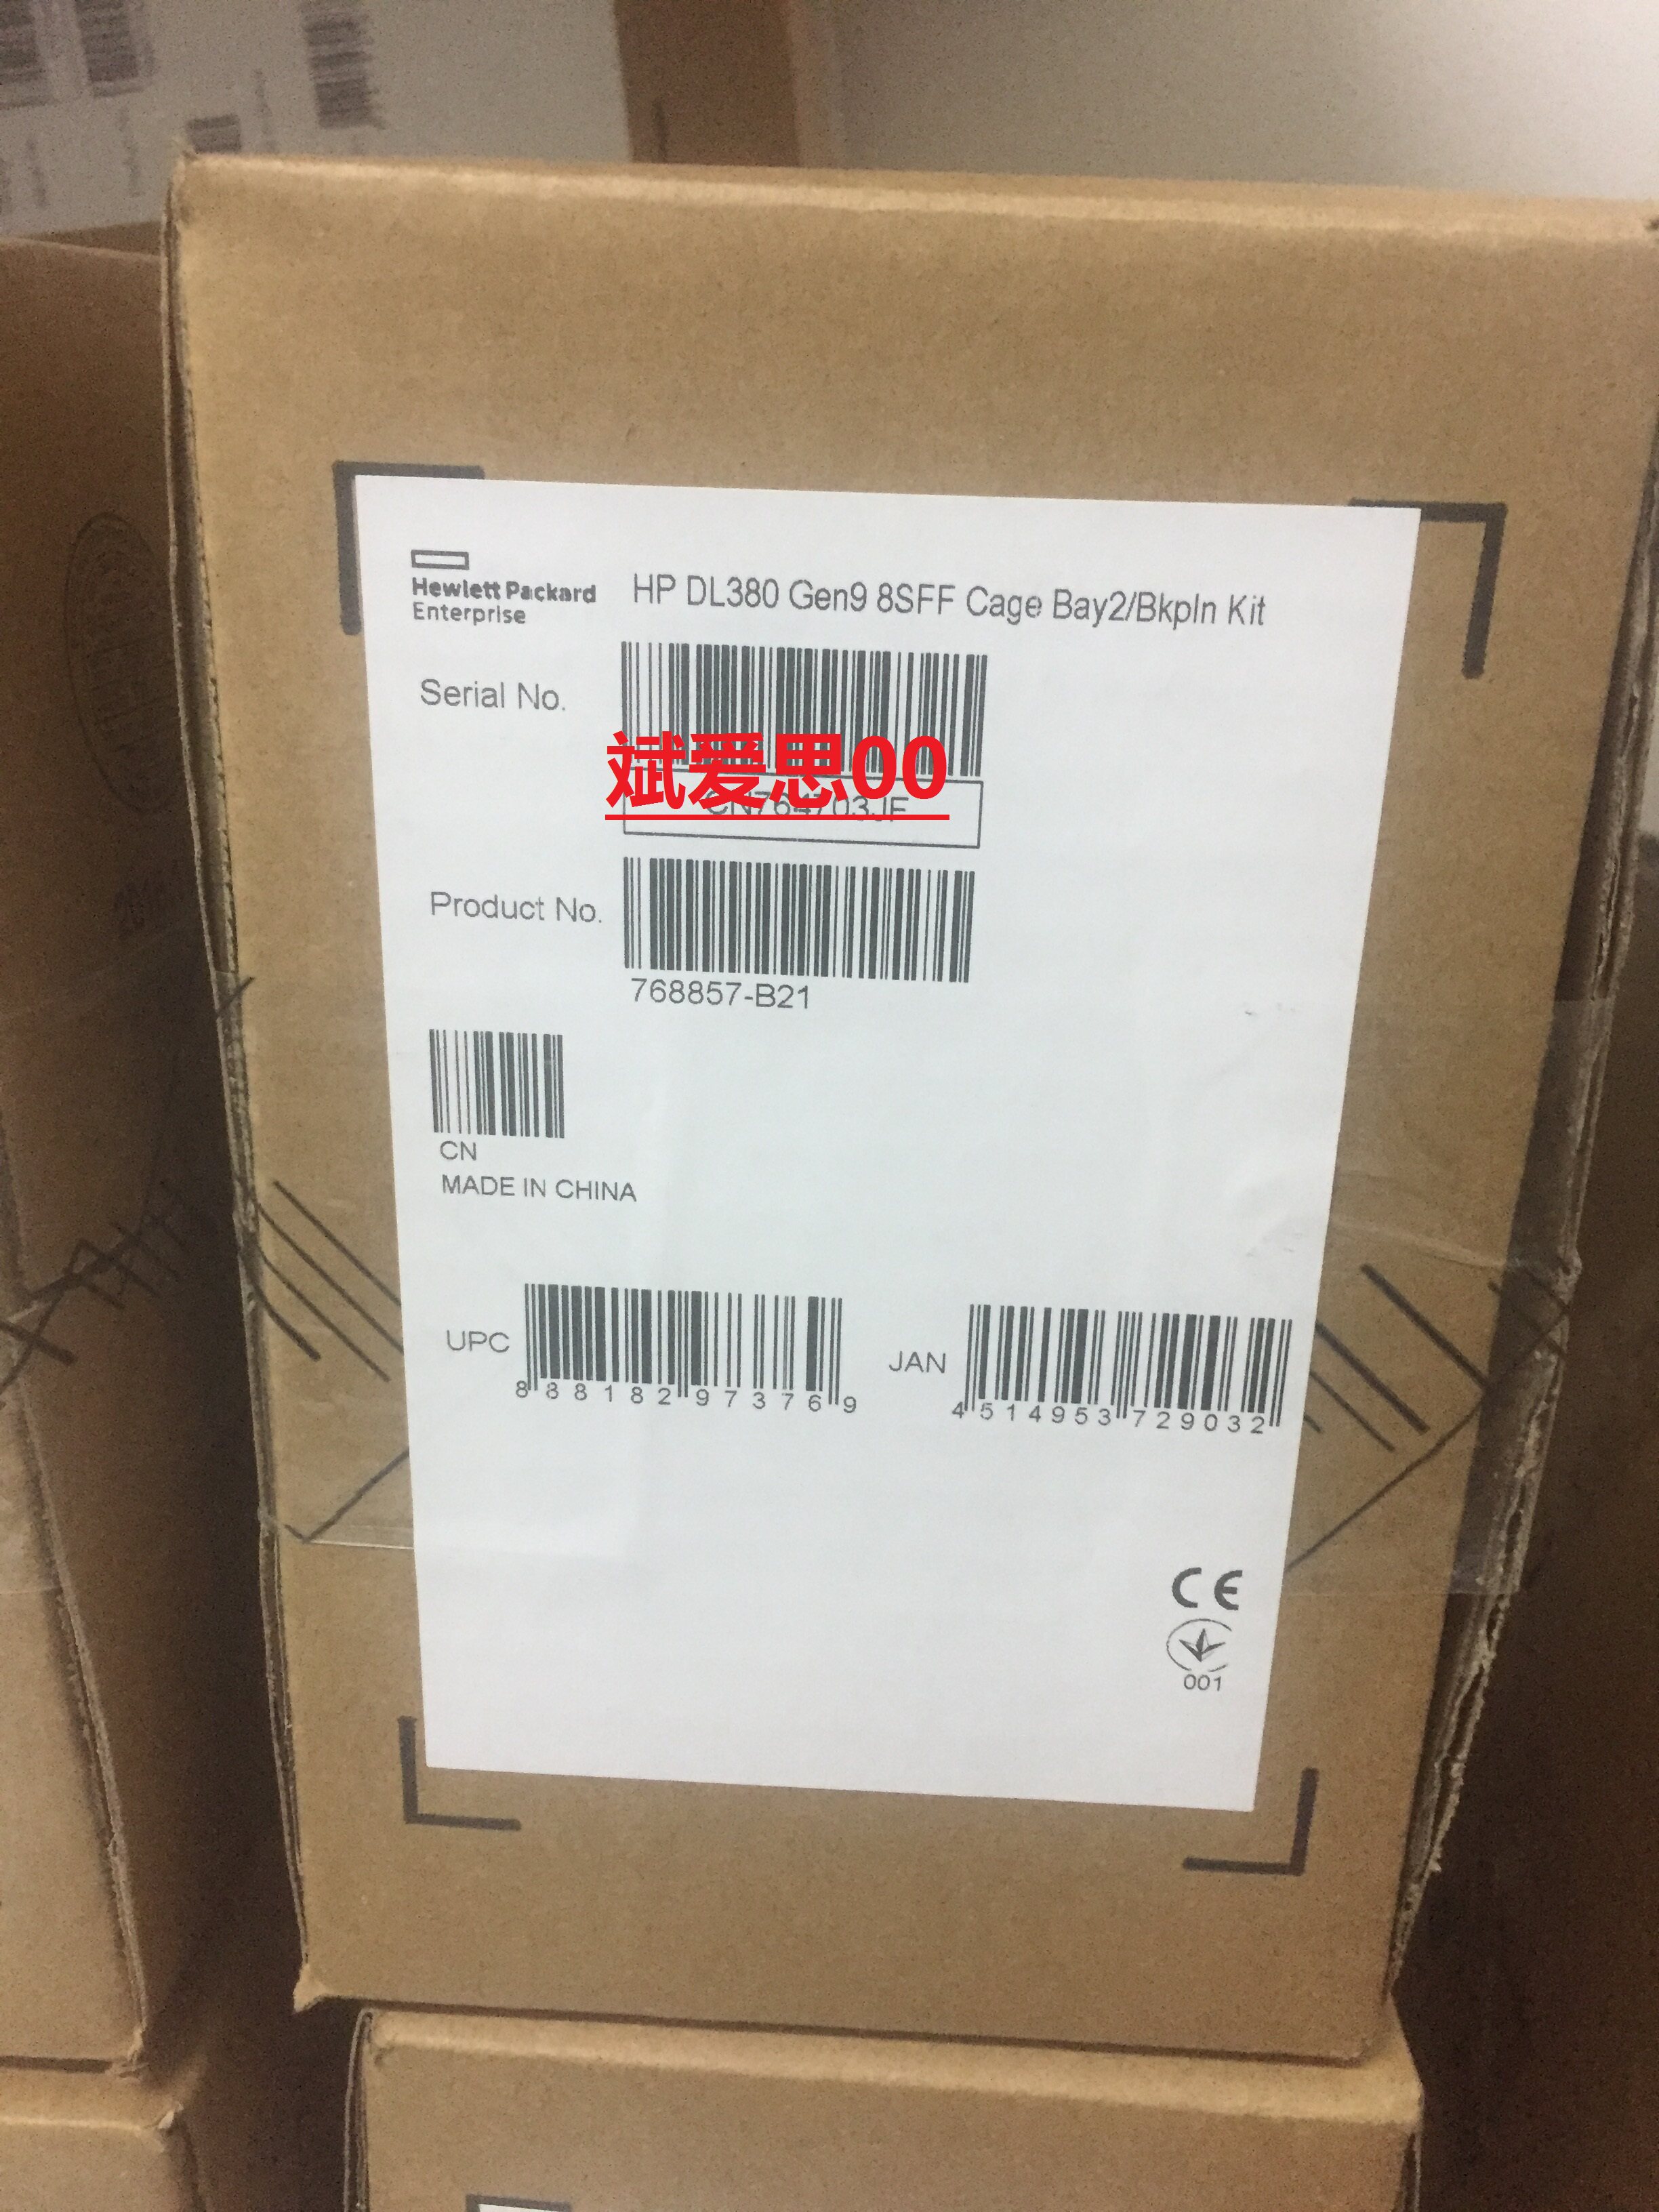 Hewlett Packard
Enterprise
HP DL380 Gen9 8SFF Cage Bay2/Bkpln Kit
Serial No.
斌爱思00
CN764703JF
Product No.
768857-B21
CN
MADE IN CHINA
UPC
8 88182 97376 9
JAN
4 514953 729032
CE
001